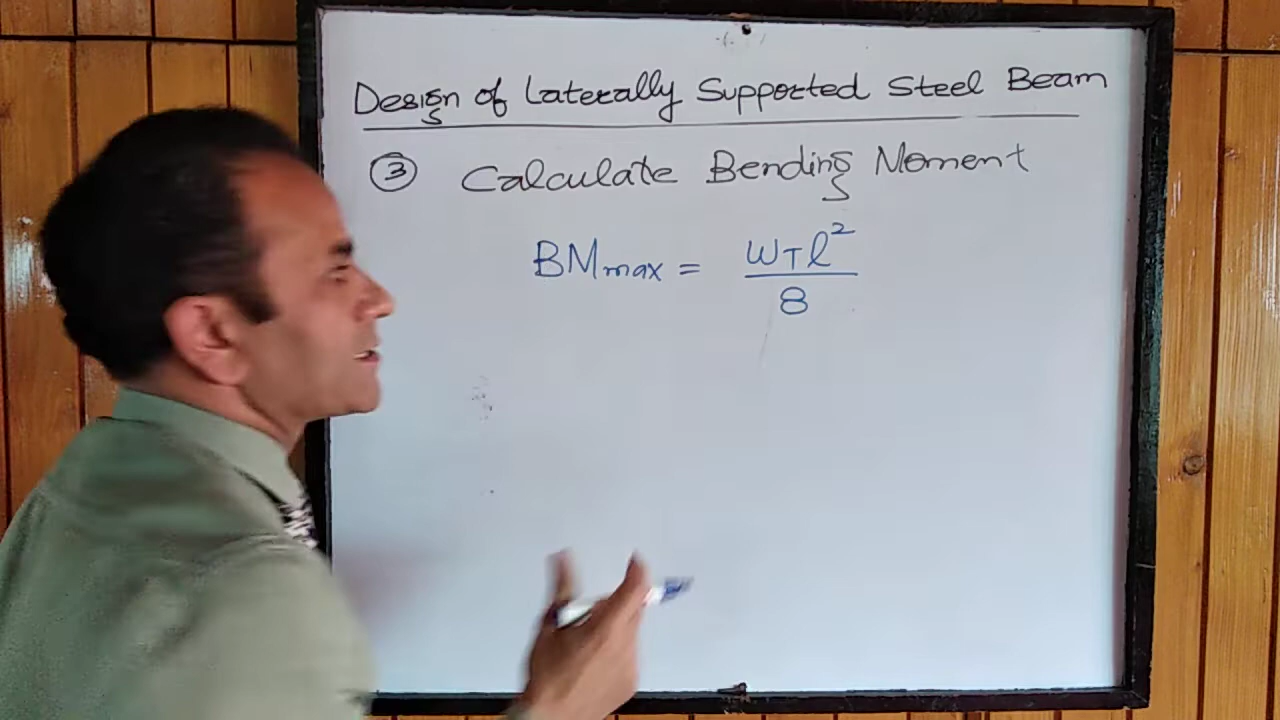 Design of Laterally Supported Steel Beam
③ Calculate Bending Moment
BMmax = wTl²
8